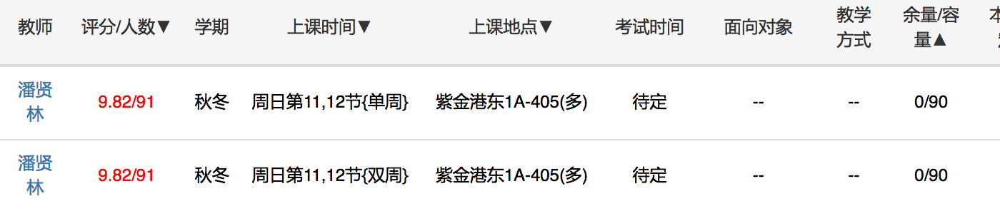 教师 评分/人数▼ 学期 上课时间▼ 上课地点▼ 考试时间 面向对象 教学方式 余量/容量▲
潘贤林 9.82/91 秋冬 周日第11,12节{单周} 紫金港东1A-405(多) 待定 -- -- 0/90
潘贤林 9.82/91 秋冬 周日第11,12节{双周} 紫金港东1A-405(多) 待定 -- -- 0/90